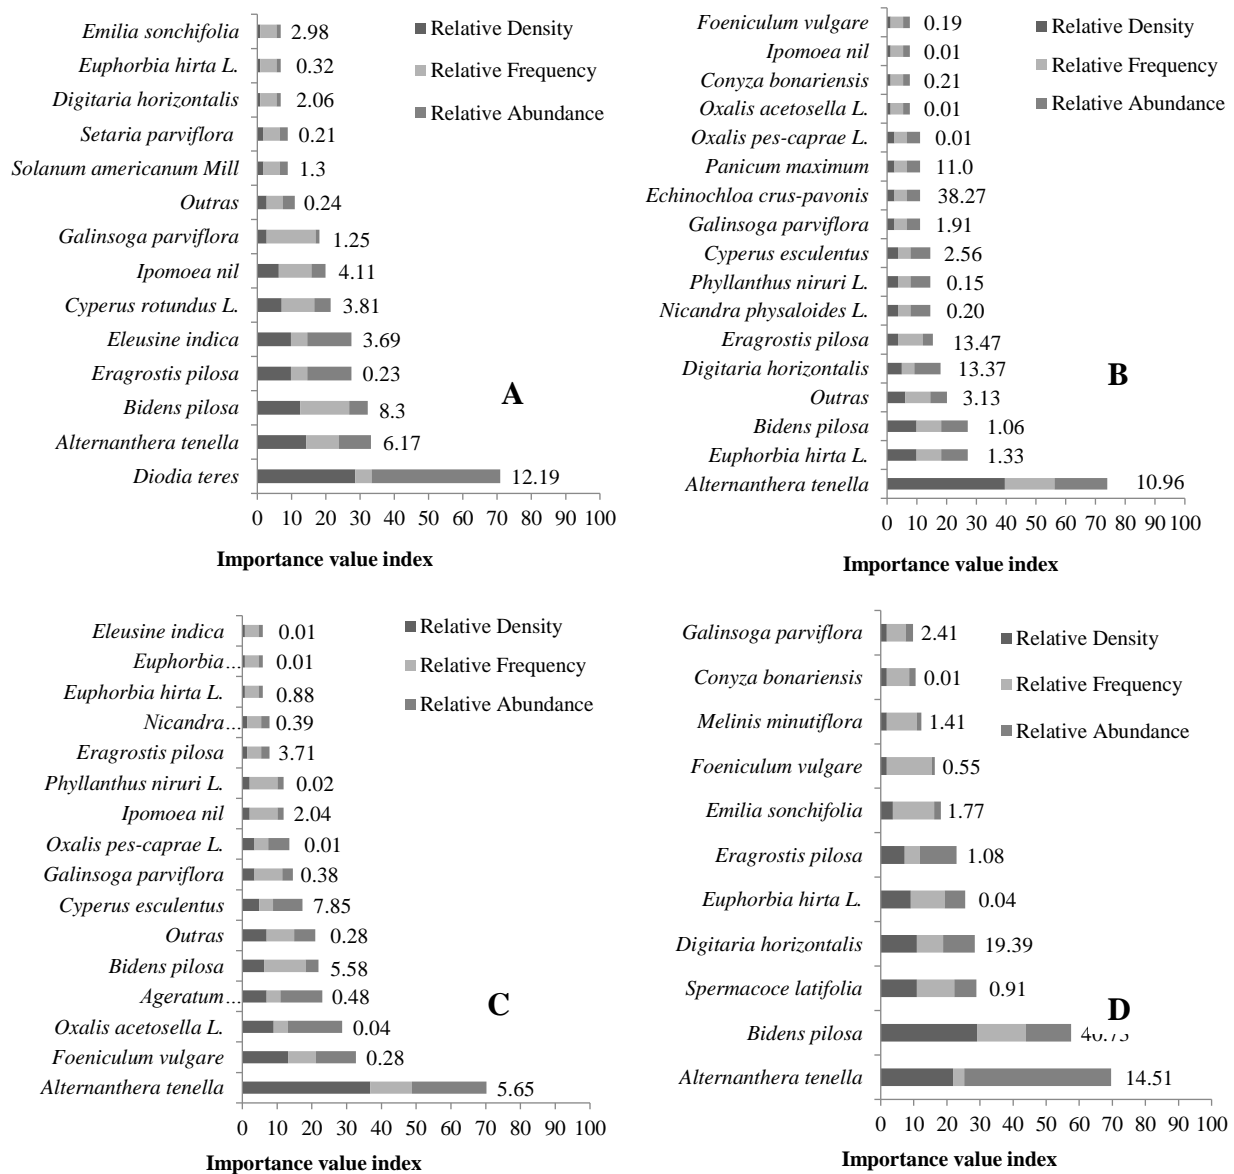 Emilia sonchifolia 2.98
Euphorbia hirta L. 0.32
Digitaria horizontalis 2.06
Setaria parviflora 0.21
Solanum americanum Mill 1.3
Outras 0.24
Galinsoga parviflora 1.25
Ipomoea nil 4.11
Cyperus rotundus L. 3.81
Eleusine indica 3.69
Eragrostis pilosa 0.23
Bidens pilosa 8.3
Alternanthera tenella 6.17
Diodia teres 12.19
Relative Density
Relative Frequency
Relative Abundance
A
0 10 20 30 40 50 60 70 80 90 100
Importance value index
Foeniculum vulgare 0.19
Ipomoea nil 0.01
Conyza bonariensis 0.21
Oxalis acetosella L. 0.01
Oxalis pes-caprae L. 0.01
Panicum maximum 11.0
Echinochloa crus-pavonis 38.27
Galinsoga parviflora 1.91
Cyperus esculentus 2.56
Phyllanthus niruri L. 0.15
Nicandra physaloides L. 0.20
Eragrostis pilosa 13.47
Digitaria horizontalis 13.37
Outras 3.13
Bidens pilosa 1.06
Euphorbia hirta L. 1.33
Alternanthera tenella 10.96
Relative Density
Relative Frequency
Relative Abundance
B
0 10 20 30 40 50 60 70 80 90 100
Importance value index
Eleusine indica 0.01
Euphorbia... 0.01
Euphorbia hirta L. 0.88
Nicandra... 0.39
Eragrostis pilosa 3.71
Phyllanthus niruri L. 0.02
Ipomoea nil 2.04
Oxalis pes-caprae L. 0.01
Galinsoga parviflora 0.38
Cyperus esculentus 7.85
Outras 0.28
Bidens pilosa 5.58
Ageratum... 0.48
Oxalis acetosella L. 0.04
Foeniculum vulgare 0.28
Alternanthera tenella 5.65
Relative Density
Relative Frequency
Relative Abundance
C
0 10 20 30 40 50 60 70 80 90 100
Importance value index
Galinsoga parviflora 2.41
Conyza bonariensis 0.01
Melinis minutiflora 1.41
Foeniculum vulgare 0.55
Emilia sonchifolia 1.77
Eragrostis pilosa 1.08
Euphorbia hirta L. 0.04
Digitaria horizontalis 19.39
Spermacoce latifolia 0.91
Bidens pilosa
Alternanthera tenella 14.51
Relative Density
Relative Frequency
Relative Abundance
D
0 10 20 30 40 50 60 70 80 90 100
Importance value index